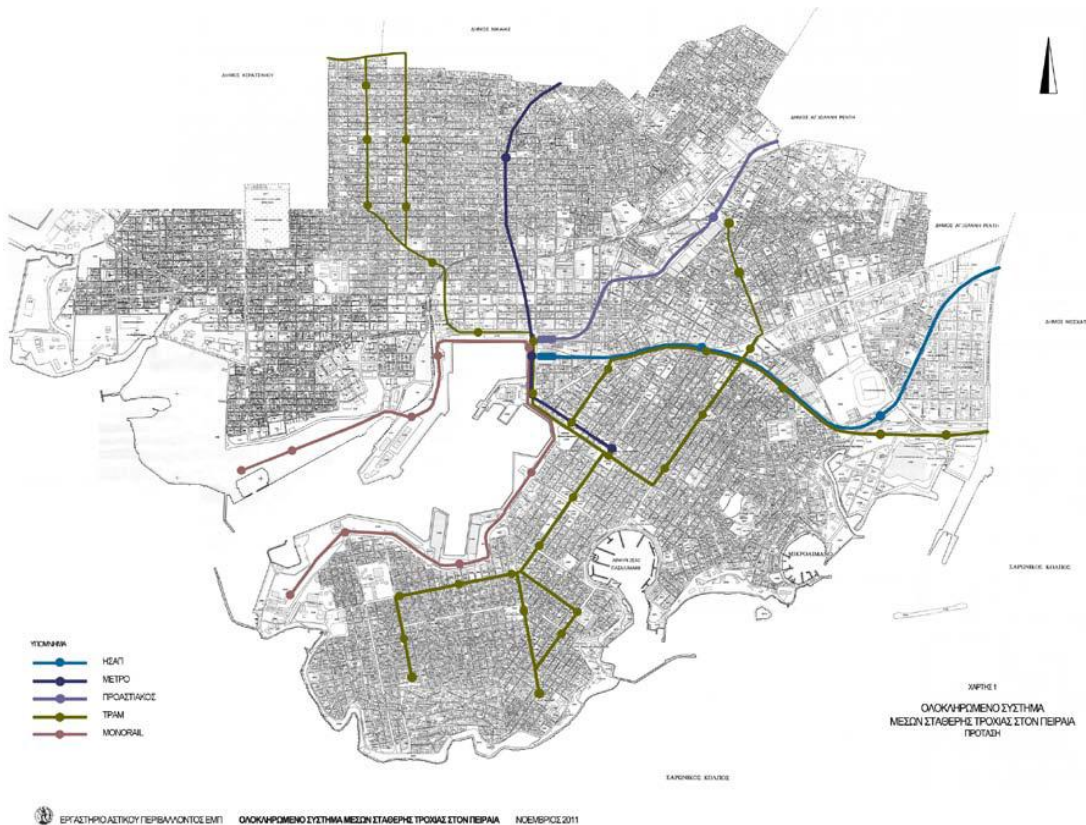 ΔΗΜΟΣ ΝΙΚΑΙΑΣ
ΔΗΜΟΣ ΚΕΡΑΤΣΙΝΙΟΥ
ΔΗΜΟΣ ΑΓ ΙΩΑΝΝΗ ΡΕΝΤΗ
ΔΗΜΟΣ ΑΓ ΙΩΑΝΝΗ ΡΕΝΤΗ
ΔΗΜΟΣ ΜΟΣΧΑΤ
ΜΙΚΡΟΛΙΜΑΝΟ
ΣΑΡΩΝΙΚΟΣ ΚΟΛΠΟΣ
ΥΠΟΜΝΗΜΑ
ΗΣΑΠ
ΜΕΤΡΟ
ΠΡΟΑΣΤΙΑΚΟΣ
ΤΡΑΜ
MONORAIL
ΧΑΡΤΗΣ 1
ΟΛΟΚΛΗΡΩΜΕΝΟ ΣΥΣΤΗΜΑ
ΜΕΣΩΝ ΣΤΑΘΕΡΗΣ ΤΡΟΧΙΑΣ ΣΤΟΝ ΠΕΙΡΑΙΑ
ΠΡΟΤΑΣΗ
ΣΑΡΩΝΙΚΟΣ ΚΟΛΠΟΣ
ΕΡΓΑΣΤΗΡΙΟ ΑΣΤΙΚΟΥ ΠΕΡΙΒΑΛΛΟΝΤΟΣ ΕΜΠ ΟΛΟΚΛΗΡΩΜΕΝΟ ΣΥΣΤΗΜΑ ΜΕΣΩΝ ΣΤΑΘΕΡΗΣ ΤΡΟΧΙΑΣ ΣΤΟΝ ΠΕΙΡΑΙΑ ΝΟΕΜΒΡΙΟΣ 2011